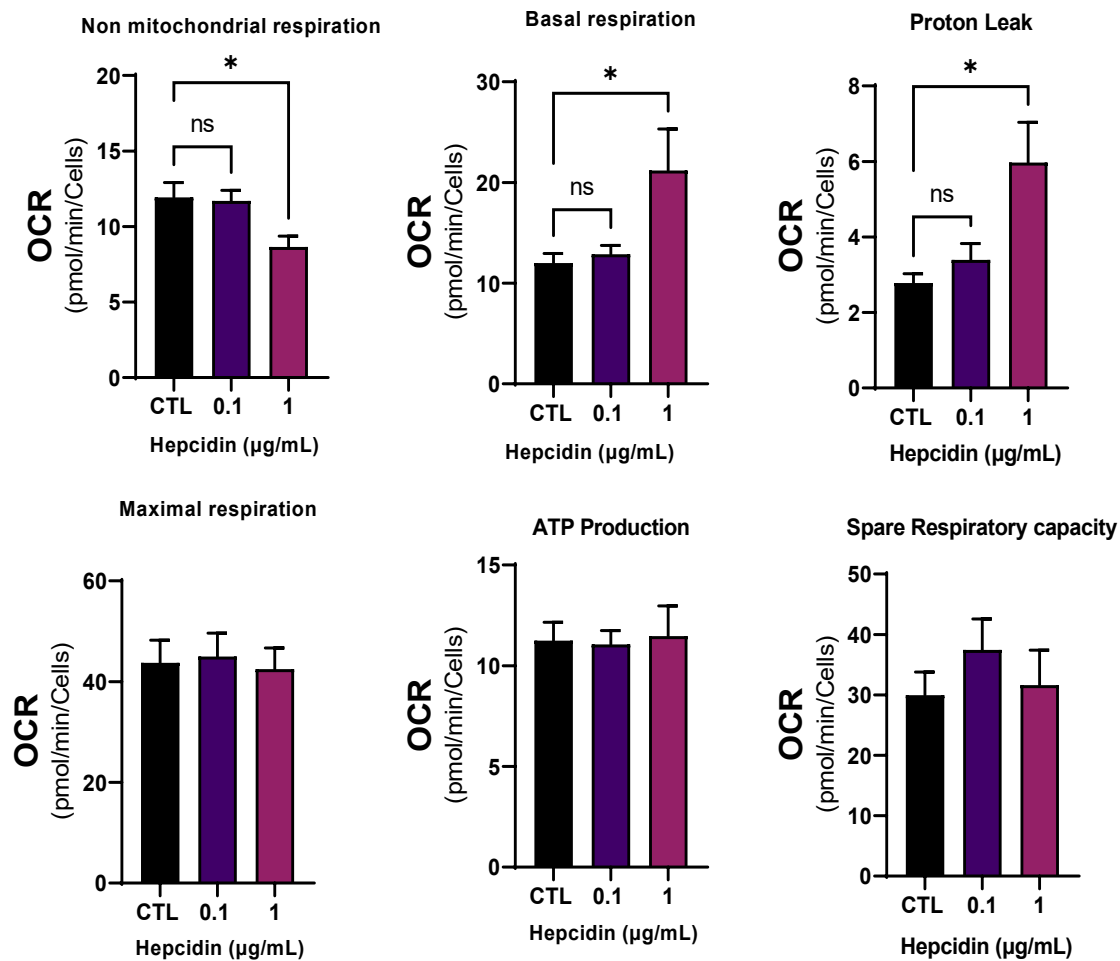 Non mitochondrial respiration
*
ns
20
15
10
5
0
OCR
(pmol/min/Cells)
CTL 0.1 1
Hepcidin (µg/mL)
Basal respiration
*
ns
30
20
10
0
OCR
(pmol/min/Cells)
CTL 0.1 1
Hepcidin (µg/mL)
Proton Leak
*
ns
8
6
4
2
0
OCR
(pmol/min/Cells)
CTL 0.1 1
Hepcidin (µg/mL)
Maximal respiration
60
40
20
0
OCR
(pmol/min/Cells)
CTL 0.1 1
Hepcidin (µg/mL)
ATP Production
15
10
5
0
OCR
(pmol/min/Cells)
CTL 0.1 1
Hepcidin (µg/mL)
Spare Respiratory capacity
50
40
30
20
10
0
OCR
(pmol/min/Cells)
CTL 0.1 1
Hepcidin (µg/mL)